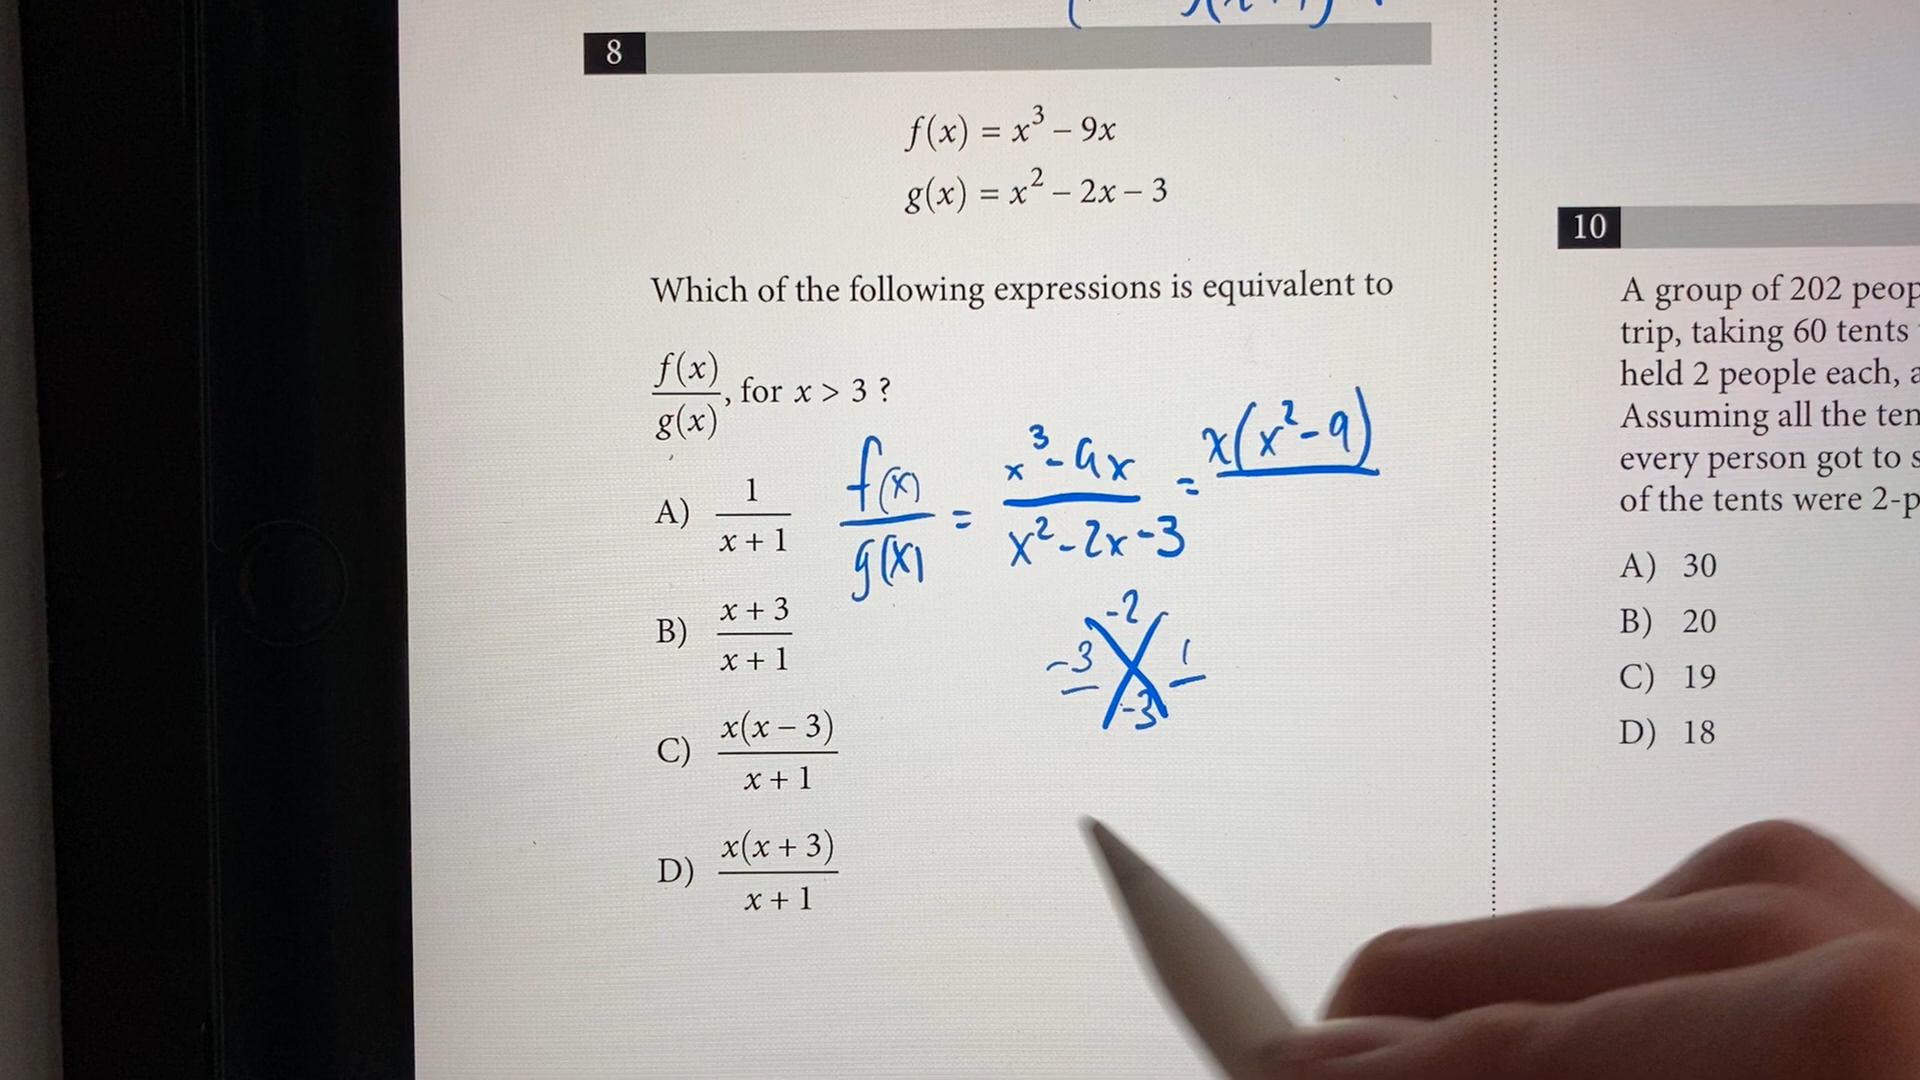 8
f(x) = x³ – 9x
g(x) = x² – 2x – 3
Which of the following expressions is equivalent to
f(x)/g(x), for x > 3 ?
A) 1/(x + 1)
B) (x + 3)/(x + 1)
C) x(x – 3)/(x + 1)
D) x(x + 3)/(x + 1)
f(x)/g(x) = (x³-9x)/(x²-2x-3) = x(x²-9)
-2
-3 1
-3
10
A group of 202
trip, taking 60 tents
held 2 people each,
Assuming all the
every person got to
of the tents were
A) 30
B) 20
C) 19
D) 18